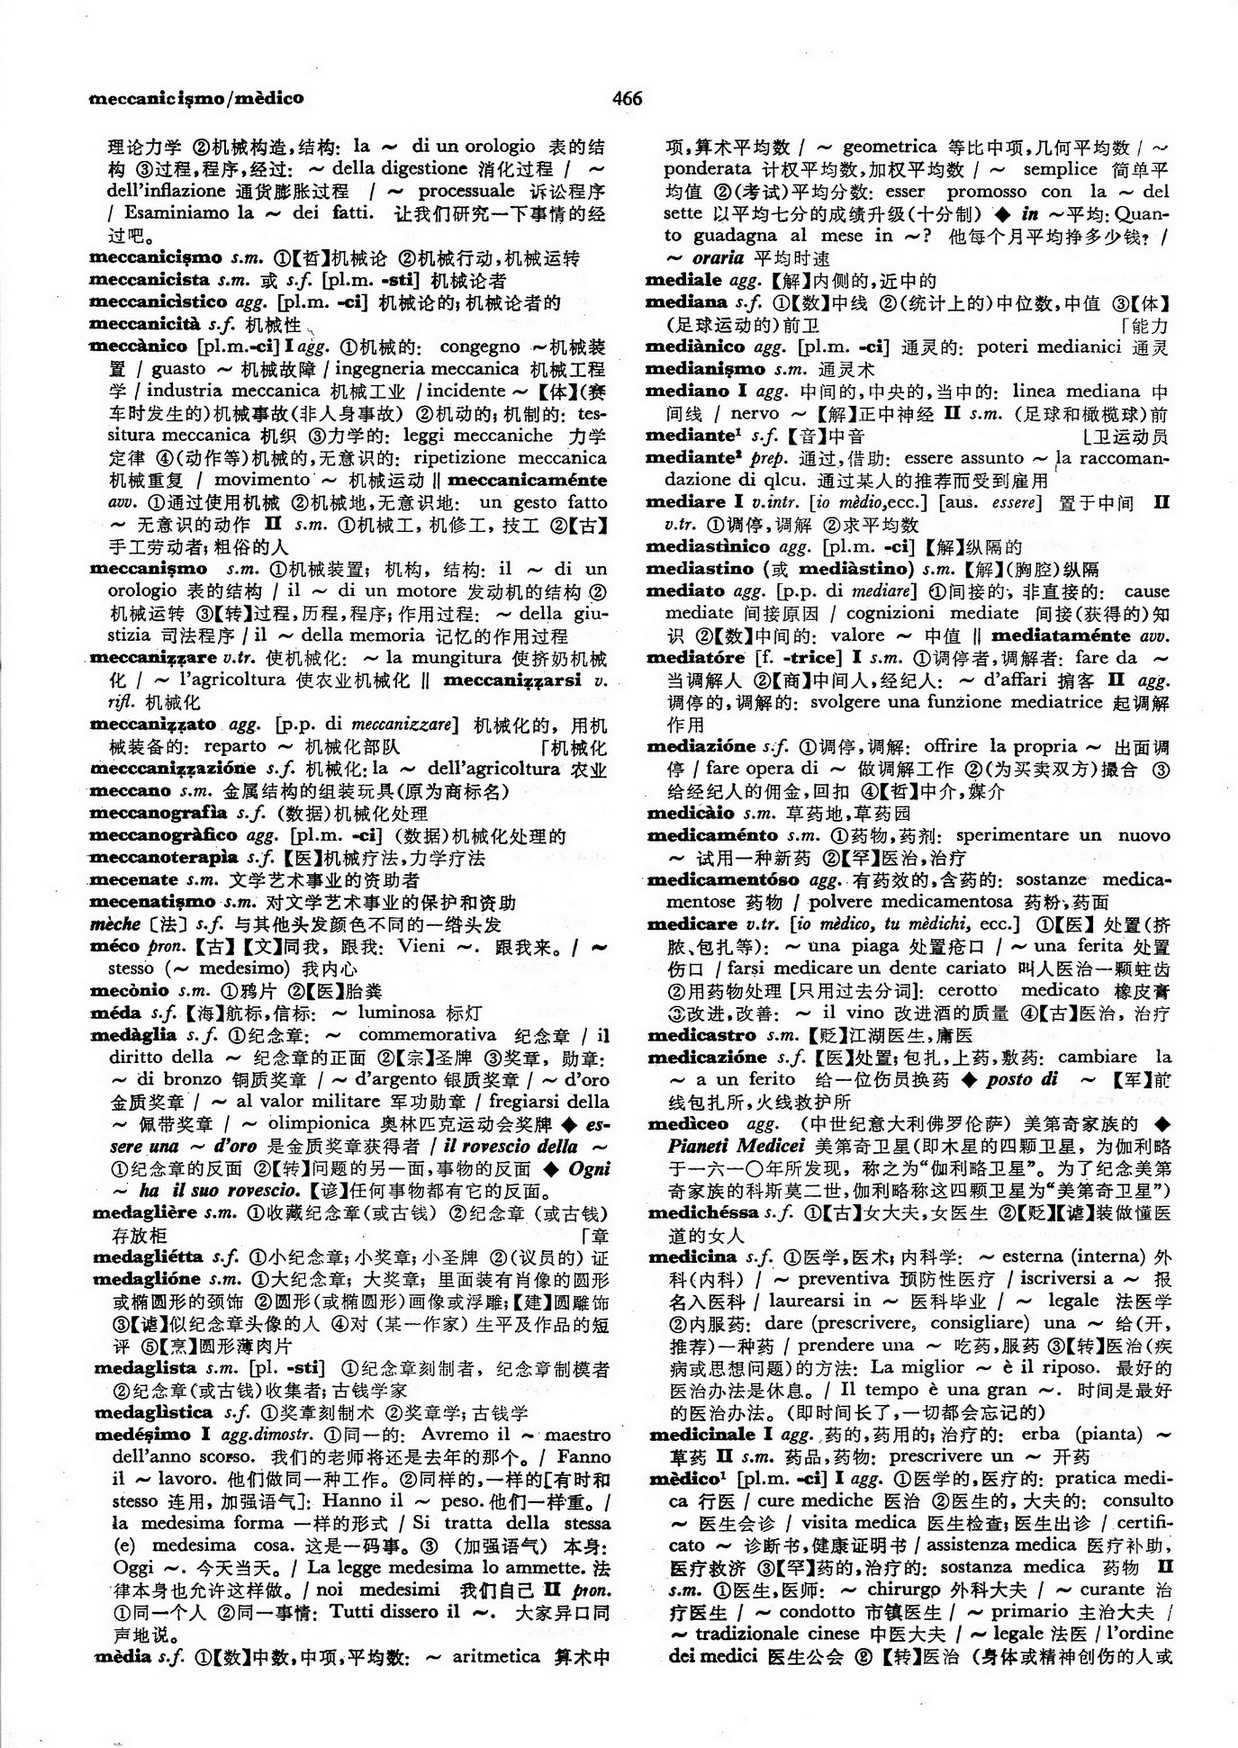 meccanicişmo/mèdico
466
理论力学 ②机械构造,结构: la ～ di un orologio 表的结
构 ③过程,程序,经过: ～ della digestione 消化过程 / ～
dell'inflazione 通货膨胀过程 / ～ processuale 诉讼程序
/ Esaminiamo la ～ dei fatti. 让我们研究一下事情的经
过吧。
meccanicişmo s.m. ①【哲】机械论 ②机械行动,机械运转
meccanicista s.m. 或 s.f. [pl.m. -sti] 机械论者
meccanicìstico agg. [pl.m. -ci] 机械论的; 机械论者的
meccanicità s.f. 机械性
meccànico [pl.m.-ci] I agg. ①机械的: congegno ～机械装
置 / guasto ～ 机械故障 / ingegneria meccanica 机械工程
学 / industria meccanica 机械工业 / incidente ～【体】(赛
车时发生的)机械事故(非人身事故) ②机动的; 机制的: tes-
situra meccanica 机织 ③力学的: leggi meccaniche 力学
定律 ④(动作等)机械的,无意识的: ripetizione meccanica
机械重复 / movimento ～ 机械运动 ‖ meccanicaménte
avv. ①通过使用机械 ②机械地,无意识地: un gesto fatto
～ 无意识的动作 II s.m. ①机械工, 机修工, 技工 ②【古】
手工劳动者; 粗俗的人
meccanişmo s.m. ①机械装置; 机构, 结构: il ～ di un
orologio 表的结构 / il ～ di un motore 发动机的结构 ②
机械运转 ③【转】过程,历程,程序; 作用过程: ～ della giu-
stizia 司法程序 / il ～ della memoria 记忆的作用过程
meccanizzare v.tr. 使机械化: ～ la mungitura 使挤奶机械
化 / ～ l'agricoltura 使农业机械化 ‖ meccanizzarsi v.
rifl. 机械化
meccanizzato agg. [p.p. di meccanizzare] 机械化的, 用机
械装备的: reparto ～ 机械化部队 「机械化
mecccanizzazióne s.f. 机械化: la ～ dell'agricoltura 农业
meccano s.m. 金属结构的组装玩具(原为商标名)
meccanografìa s.f. (数据)机械化处理
meccanogràfico agg. [pl.m. -ci] (数据)机械化处理的
meccanoterapìa s.f.【医】机械疗法,力学疗法
mecenate s.m. 文学艺术事业的资助者
mecenatişmo s.m. 对文学艺术事业的保护和资助
mèche〔法〕s.f. 与其他头发颜色不同的一绺头发
méco pron.【古】【文】同我, 跟我: Vieni ～. 跟我来。/ ～
stesso (～ medesimo) 我内心
mecònio s.m. ①鸦片 ②【医】胎粪
méda s.f.【海】航标,信标: ～ luminosa 标灯
medàglia s.f. ①纪念章: ～ commemorativa 纪念章 / il
diritto della ～ 纪念章的正面 ②【宗】圣牌 ③奖章, 勋章:
～ di bronzo 铜质奖章 / ～ d'argento 银质奖章 / ～ d'oro
金质奖章 / ～ al valor militare 军功勋章 / fregiarsi della
～ 佩带奖章 / ～ olimpionica 奥林匹克运动会奖牌 ◆ es-
sere una ～ d'oro 是金质奖章获得者 / il rovescio della ～
①纪念章的反面 ②【转】问题的另一面,事物的反面 ◆ Ogni
～ ha il suo rovescio.【谚】任何事物都有它的反面。
medaglière s.m. ①收藏纪念章(或古钱) ②纪念章 (或古钱)
存放柜 「章
medagliétta s.f. ①小纪念章; 小奖章; 小圣牌 ②(议员的) 证
medaglióne s.m. ①大纪念章; 大奖章; 里面装有肖像的圆形
或椭圆形的颈饰 ②圆形(或椭圆形)画像或浮雕;【建】圆雕饰
③【谑】似纪念章头像的人 ④对 (某一作家) 生平及作品的短
评 ⑤【烹】圆形薄肉片
medaglista s.m. [pl. -sti] ①纪念章刻制者, 纪念章制模者
②纪念章(或古钱)收集者; 古钱学家
medaglìstica s.f. ①奖章刻制术 ②奖章学; 古钱学
medéşimo I agg.dimostr. ①同一的: Avremo il ～ maestro
dell'anno scorso. 我们的老师将还是去年的那个。/ Fanno
il ～ lavoro. 他们做同一种工作。②同样的,一样的[有时和
stesso 连用, 加强语气]: Hanno il ～ peso. 他们一样重。/
la medesima forma 一样的形式 / Si tratta della stessa
(e) medesima cosa. 这是一码事。③ (加强语气) 本身:
Oggi ～. 今天当天。/ La legge medesima lo ammette. 法
律本身也允许这样做。/ noi medesimi 我们自己 II pron.
①同一个人 ②同一事情: Tutti dissero il ～. 大家异口同
声地说。
mèdia s.f. ①【数】中数,中项,平均数: ～ aritmetica 算术中
项,算术平均数 / ～ geometrica 等比中项,几何平均数 / ～
ponderata 计权平均数,加权平均数 / ～ semplice 简单平
均值 ②(考试)平均分数: esser promosso con la ～ del
sette 以平均七分的成绩升级(十分制) ◆ in ～平均: Quan-
to guadagna al mese in ～? 他每个月平均挣多少钱? /
～ oraria 平均时速
mediale agg.【解】内侧的,近中的
mediana s.f. ①【数】中线 ②(统计上的)中位数,中值 ③【体】
(足球运动的)前卫 「能力
mediànico agg. [pl.m. -ci] 通灵的: poteri medianici 通灵
medianişmo s.m. 通灵术
mediano I agg. 中间的,中央的,当中的: linea mediana 中
间线 / nervo ～【解】正中神经 II s.m. (足球和橄榄球)前
mediante¹ s.f.【音】中音 ⌊卫运动员
mediante² prep. 通过,借助: essere assunto ～ la raccoman-
dazione di qlcu. 通过某人的推荐而受到雇用
mediare I v.intr. [io mèdio,ecc.] [aus. essere] 置于中间 II
v.tr. ①调停,调解 ②求平均数
mediastìnico agg. [pl.m. -ci]【解】纵隔的
mediastino (或 mediàstino) s.m.【解】(胸腔)纵隔
mediato agg. [p.p. di mediare] ①间接的, 非直接的: cause
mediate 间接原因 / cognizioni mediate 间接(获得的)知
识 ②【数】中间的: valore ～ 中值 ‖ mediataménte avv.
mediatóre [f. -trice] I s.m. ①调停者,调解者: fare da ～
当调解人 ②【商】中间人,经纪人: ～ d'affari 掮客 II agg.
调停的,调解的: svolgere una funzione mediatrice 起调解
作用
mediazióne s.f. ①调停,调解: offrire la propria ～ 出面调
停 / fare opera di ～ 做调解工作 ②(为买卖双方)撮合 ③
给经纪人的佣金,回扣 ④【哲】中介,媒介
medicàio s.m. 草药地,草药园
medicaménto s.m. ①药物,药剂: sperimentare un nuovo
～ 试用一种新药 ②【罕】医治,治疗
medicamentóso agg. 有药效的,含药的: sostanze medica-
mentose 药物 / polvere medicamentosa 药粉,药面
medicare v.tr. [io mèdico, tu mèdichi, ecc.] ①【医】处置(挤
脓、包扎等): ～ una piaga 处置疮口 / ～ una ferita 处置
伤口 / farsi medicare un dente cariato 叫人医治一颗蛀齿
②用药物处理 [只用过去分词]: cerotto medicato 橡皮膏
③改进,改善: ～ il vino 改进酒的质量 ④【古】医治, 治疗
medicastro s.m.【贬】江湖医生,庸医
medicazióne s.f.【医】处置; 包扎,上药,敷药: cambiare la
～ a un ferito 给一位伤员换药 ◆ posto di ～【军】前
线包扎所,火线救护所
medìceo agg. (中世纪意大利佛罗伦萨) 美第奇家族的 ◆
Pianeti Medicei 美第奇卫星(即木星的四颗卫星, 为伽利略
于一六一〇年所发现, 称之为“伽利略卫星”。为了纪念美第
奇家族的科斯莫二世,伽利略称这四颗卫星为“美第奇卫星”)
medichéssa s.f. ①【古】女大夫,女医生 ②【贬】【谑】装做懂医
道的女人
medicina s.f. ①医学,医术; 内科学: ～ esterna (interna) 外
科(内科) / ～ preventiva 预防性医疗 / iscriversi a ～ 报
名入医科 / laurearsi in ～ 医科毕业 / ～ legale 法医学
②内服药: dare (prescrivere, consigliare) una ～ 给(开,
推荐)一种药 / prendere una ～ 吃药,服药 ③【转】医治(疾
病或思想问题)的方法: La miglior ～ è il riposo. 最好的
医治办法是休息。/ Il tempo è una gran ～. 时间是最好
的医治办法。(即时间长了,一切都会忘记的)
medicinale I agg. 药的,药用的; 治疗的: erba (pianta) ～
草药 II s.m. 药品,药物: prescrivere un ～ 开药
mèdico¹ [pl.m. -ci] I agg. ①医学的,医疗的: pratica medi-
ca 行医 / cure mediche 医治 ②医生的, 大夫的: consulto
～ 医生会诊 / visita medica 医生检查; 医生出诊 / certifi-
cato ～ 诊断书,健康证明书 / assistenza medica 医疗补助,
医疗救济 ③【罕】药的,治疗的: sostanza medica 药物 II
s.m. ①医生,医师: ～ chirurgo 外科大夫 / ～ curante 治
疗医生 / ～ condotto 市镇医生 / ～ primario 主治大夫 /
～ tradizionale cinese 中医大夫 / ～ legale 法医 / l'ordine
dei medici 医生公会 ②【转】医治 (身体或精神创伤的人或